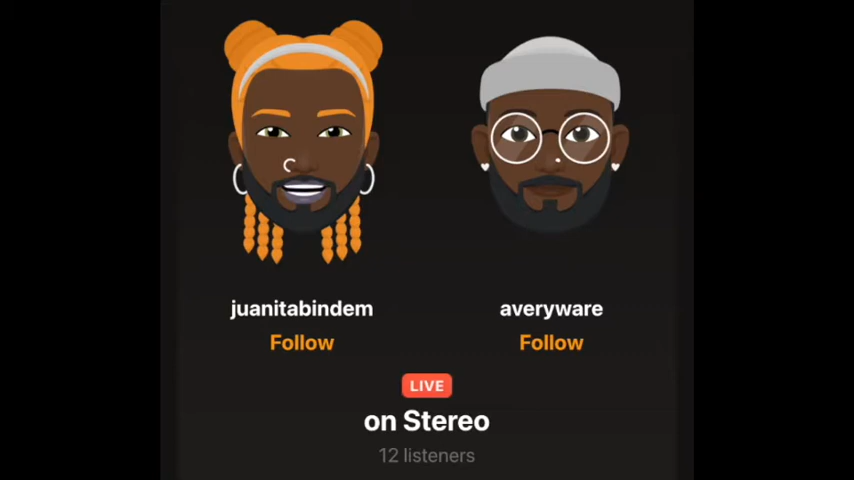 juanitabindem
averyware
Follow
Follow
LIVE
on Stereo
12 listeners